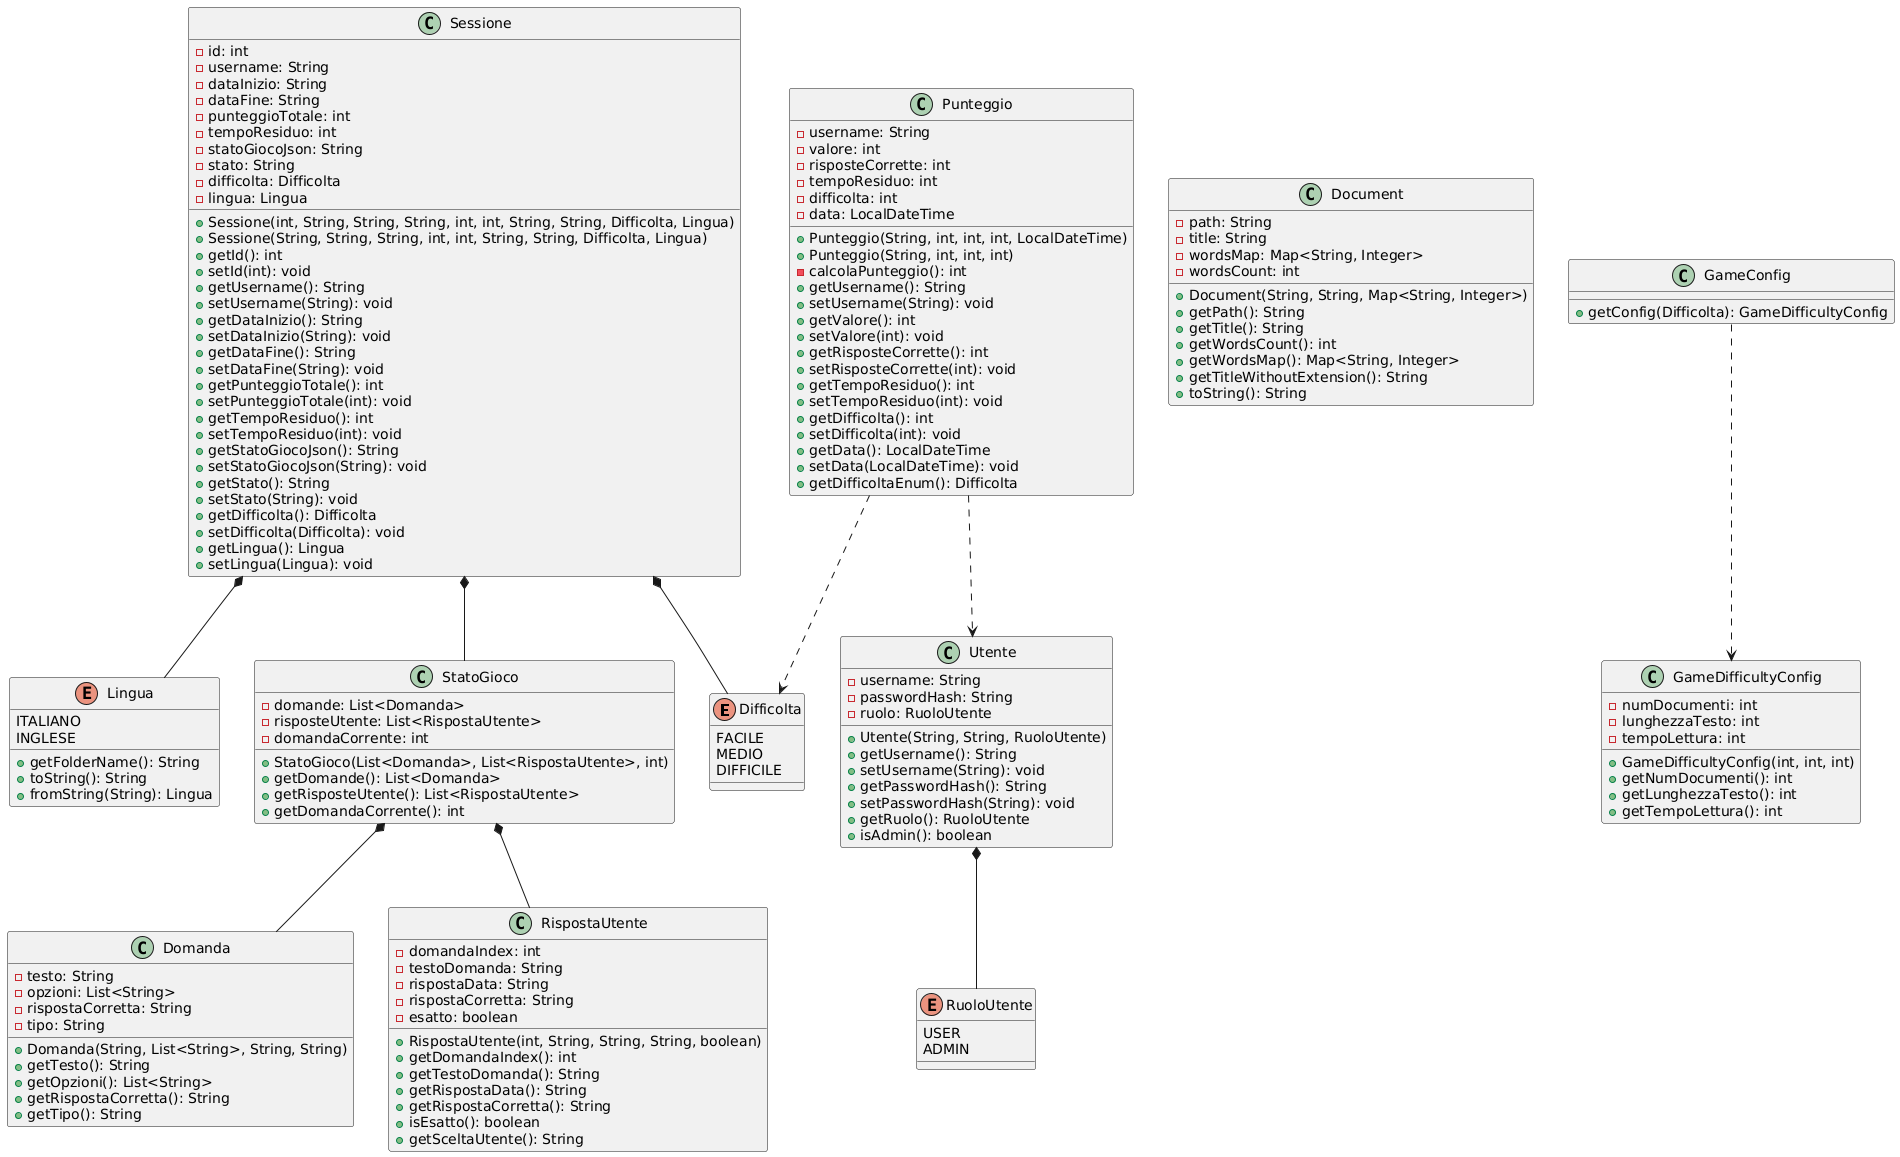 C Sessione
id: int
username: String
dataInizio: String
dataFine: String
punteggioTotale: int
tempoResiduo: int
statoGiocoJson: String
stato: String
difficolta: Difficolta
lingua: Lingua
Sessione(int, String, String, String, int, int, String, String, Difficolta, Lingua)
Sessione(String, String, String, int, int, String, String, Difficolta, Lingua)
getId(): int
setId(int): void
getUsername(): String
setUsername(String): void
getDataInizio(): String
setDataInizio(String): void
getDataFine(): String
setDataFine(String): void
getPunteggioTotale(): int
setPunteggioTotale(int): void
getTempoResiduo(): int
setTempoResiduo(int): void
getStatoGiocoJson(): String
setStatoGiocoJson(String): void
getStato(): String
setStato(String): void
getDifficolta(): Difficolta
setDifficolta(Difficolta): void
getLingua(): Lingua
setLingua(Lingua): void
C Punteggio
username: String
valore: int
risposteCorrette: int
tempoResiduo: int
difficolta: int
data: LocalDateTime
Punteggio(String, int, int, int, LocalDateTime)
Punteggio(String, int, int, int)
calcolaPunteggio(): int
getUsername(): String
setUsername(String): void
getValore(): int
setValore(int): void
getRisposteCorrette(): int
setRisposteCorrette(int): void
getTempoResiduo(): int
setTempoResiduo(int): void
getDifficolta(): int
setDifficolta(int): void
getData(): LocalDateTime
setData(LocalDateTime): void
getDifficoltaEnum(): Difficolta
C Document
path: String
title: String
wordsMap: Map<String, Integer>
wordsCount: int
Document(String, String, Map<String, Integer>)
getPath(): String
getTitle(): String
getWordsCount(): int
getWordsMap(): Map<String, Integer>
getTitleWithoutExtension(): String
toString(): String
C GameConfig
getConfig(Difficolta): GameDifficultyConfig
E Lingua
ITALIANO
INGLESE
getFolderName(): String
toString(): String
fromString(String): Lingua
C StatoGioco
domande: List<Domanda>
risposteUtente: List<RispostaUtente>
domandaCorrente: int
StatoGioco(List<Domanda>, List<RispostaUtente>, int)
getDomande(): List<Domanda>
getRisposteUtente(): List<RispostaUtente>
getDomandaCorrente(): int
E Difficolta
FACILE
MEDIO
DIFFICILE
C Utente
username: String
passwordHash: String
ruolo: RuoloUtente
Utente(String, String, RuoloUtente)
getUsername(): String
setUsername(String): void
getPasswordHash(): String
setPasswordHash(String): void
getRuolo(): RuoloUtente
isAdmin(): boolean
C GameDifficultyConfig
numDocumenti: int
lunghezzaTesto: int
tempoLettura: int
GameDifficultyConfig(int, int, int)
getNumDocumenti(): int
getLunghezzaTesto(): int
getTempoLettura(): int
C Domanda
testo: String
opzioni: List<String>
rispostaCorretta: String
tipo: String
Domanda(String, List<String>, String, String)
getTesto(): String
getOpzioni(): List<String>
getRispostaCorretta(): String
getTipo(): String
C RispostaUtente
domandaIndex: int
testoDomanda: String
rispostaData: String
rispostaCorretta: String
esatto: boolean
RispostaUtente(int, String, String, String, boolean)
getDomandaIndex(): int
getTestoDomanda(): String
getRispostaData(): String
getRispostaCorretta(): String
isEsatto(): boolean
getSceltaUtente(): String
E RuoloUtente
USER
ADMIN